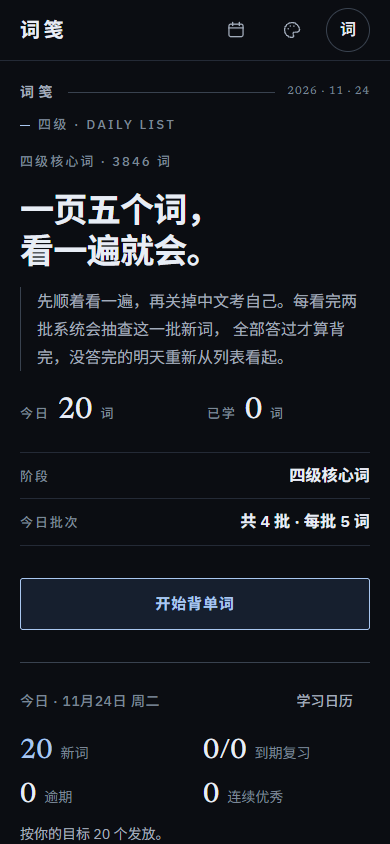 词笺
词
词笺 2026 · 11 · 24
— 四级 · DAILY LIST
四级核心词 · 3846 词
一页五个词，
看一遍就会。
先顺着看一遍，再关掉中文考自己。每看完两
批系统会抽查这一批新词， 全部答过才算背
完，没答完的明天重新从列表看起。
今日 20 词 已学 0 词
阶段 四级核心词
今日批次 共 4 批 · 每批 5 词
开始背单词
今日 · 11月24日 周二 学习日历
20 新词 0/0 到期复习
0 逾期 0 连续优秀
按你的目标 20 个发放。